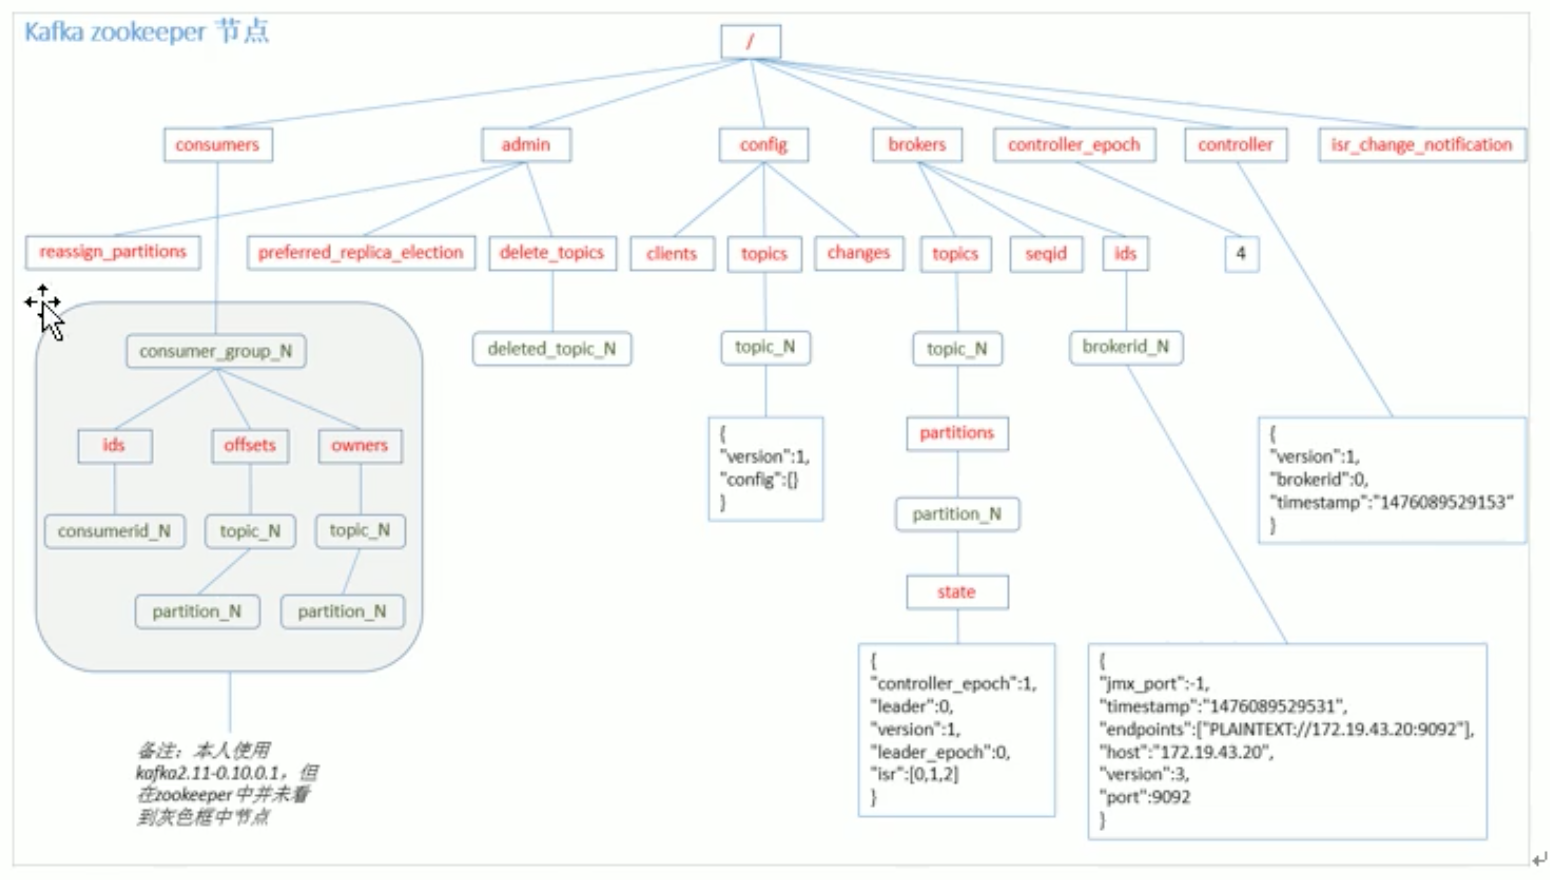 Kafka zookeeper 节点
/
consumers
admin
config
brokers
controller_epoch
controller
isr_change_notification
reassign_partitions
preferred_replica_election
delete_topics
clients
topics
changes
topics
seqid
ids
4
consumer_group_N
deleted_topic_N
topic_N
topic_N
brokerid_N
ids
offsets
owners
consumerid_N
topic_N
topic_N
partition_N
partition_N
{
"version":1,
"config":{}
}
partitions
partition_N
state
{
"controller_epoch":1,
"leader":0,
"version":1,
"leader_epoch":0,
"isr":[0,1,2]
}
{
"jmx_port":-1,
"timestamp":"1476089529531",
"endpoints":["PLAINTEXT://172.19.43.20:9092"],
"host":"172.19.43.20",
"version":3,
"port":9092
}
{
"version":1,
"brokerid":0,
"timestamp":"1476089529153"
}
备注：本人使用
kafka2.11-0.10.0.1，但
在zookeeper中并未看
到灰色框中节点